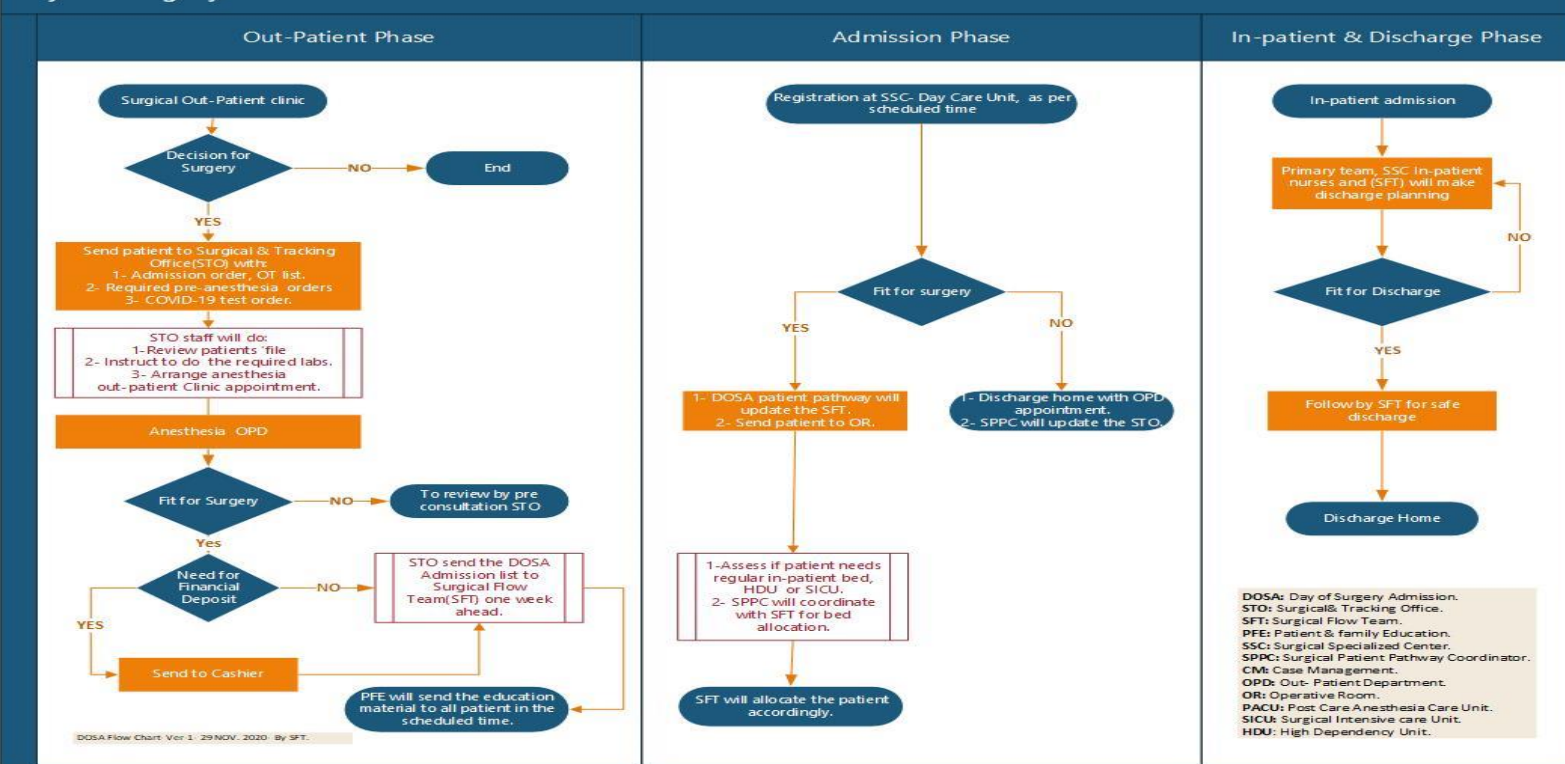 Out-Patient Phase
Surgical Out-Patient clinic
Decision for
Surgery
NO
End
YES
Send patient to Surgical & Tracking
Office(STO) with:
1- Admission order, OT list.
2- Required pre-anesthesia orders
3- COVID-19 test order.
STO staff will do:
1-Review patients 'file
2- Instruct to do the required labs.
3- Arrange anesthesia
out-patient Clinic appointment.
Anesthesia OPD
Fit for Surgery
NO
To review by pre
consultation STO
Yes
Need for
Financial
Deposit
NO
STO send the DOSA
Admission list to
Surgical Flow
Team(SFT) one week
ahead.
YES
Send to Cashier
PFE will send the education
material to all patient in the
scheduled time.
DOSA Flow Chart- Ver 1- 29 NOV. 2020- By SFT.
Admission Phase
Registration at SSC- Day Care Unit, as per
scheduled time
Fit for surgery
YES
NO
1- DOSA patient pathway will
update the SFT.
2- Send patient to OR.
1- Discharge home with OPD
appointment.
2- SPPC will update the STO.
1-Assess if patient needs
regular in-patient bed,
HDU or SICU.
2- SPPC will coordinate
with SFT for bed
allocation.
SFT will allocate the patient
accordingly.
In-patient & Discharge Phase
In-patient admission
Primary team, SSC In-patient
nurses and (SFT) will make
discharge planning
NO
Fit for Discharge
YES
Follow by SFT for safe
discharge
Discharge Home
DOSA: Day of Surgery Admission.
STO: Surgical& Tracking Office.
SFT: Surgical Flow Team.
PFE: Patient & family Education.
SSC: Surgical Specialized Center.
SPPC: Surgical Patient Pathway Coordinator.
CM: Case Management.
OPD: Out- Patient Department.
OR: Operative Room.
PACU: Post Care Anesthesia Care Unit.
SICU: Surgical Intensive care Unit.
HDU: High Dependency Unit.